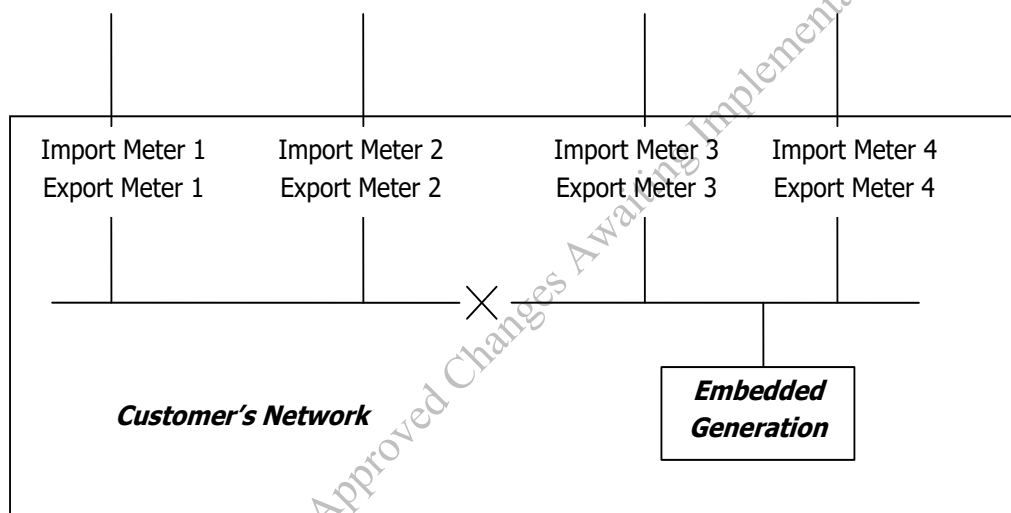 Import Meter 1 Import Meter 2 Import Meter 3 Import Meter 4
Export Meter 1 Export Meter 2 Export Meter 3 Export Meter 4
Customer's Network
Embedded
Generation
Approved Changes Awaiting